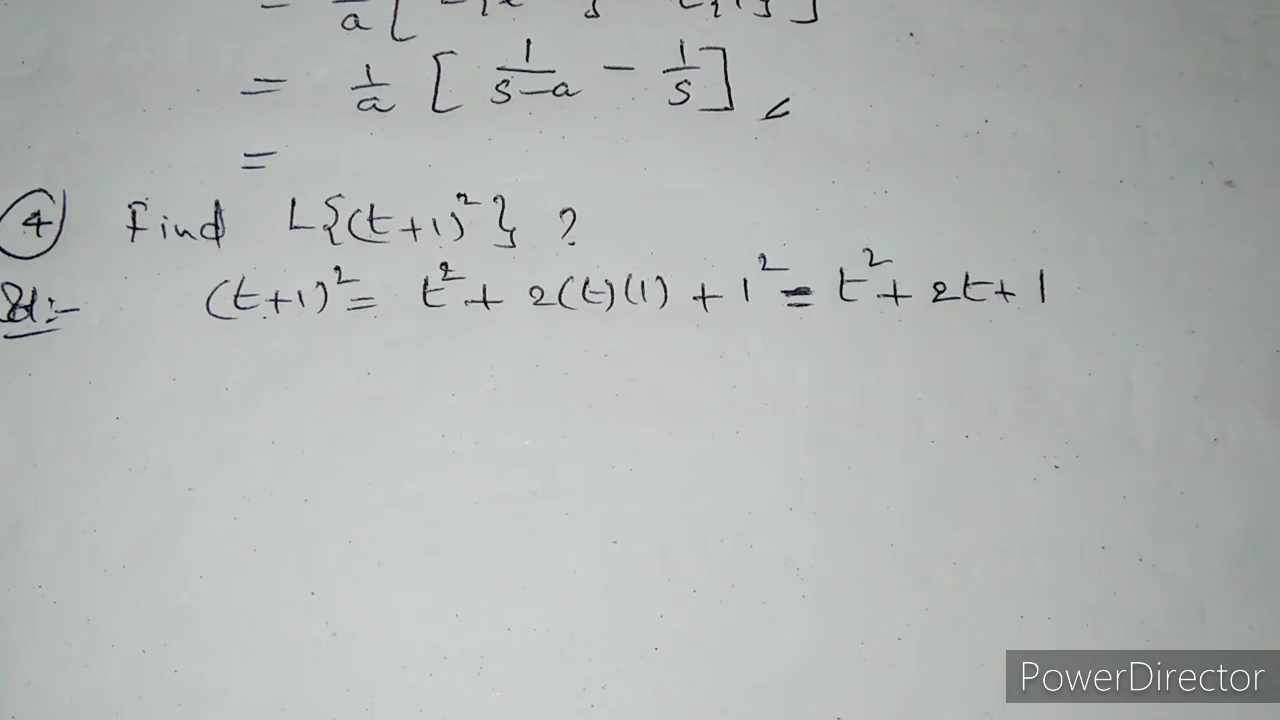 = 1/a [ 1/(s-a) - 1/s ]
=
4 Find L{(t+1)²} ?
Sol:- (t+1)² = t² + 2(t)(1) + 1² = t² + 2t + 1
PowerDirector